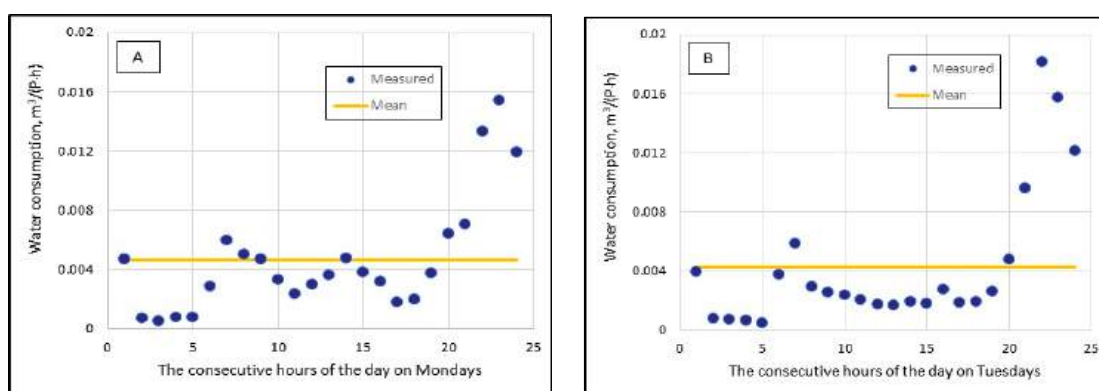 A
Water consumption, m³/(P·h)
0.02
0.016
0.012
0.008
0.004
0
Measured
Mean
0 5 10 15 20 25
The consecutive hours of the day on Mondays
B
Water consumption, m³/(P·h)
0.02
0.016
0.012
0.008
0.004
0
Measured
Mean
0 5 10 15 20 25
The consecutive hours of the day on Tuesdays